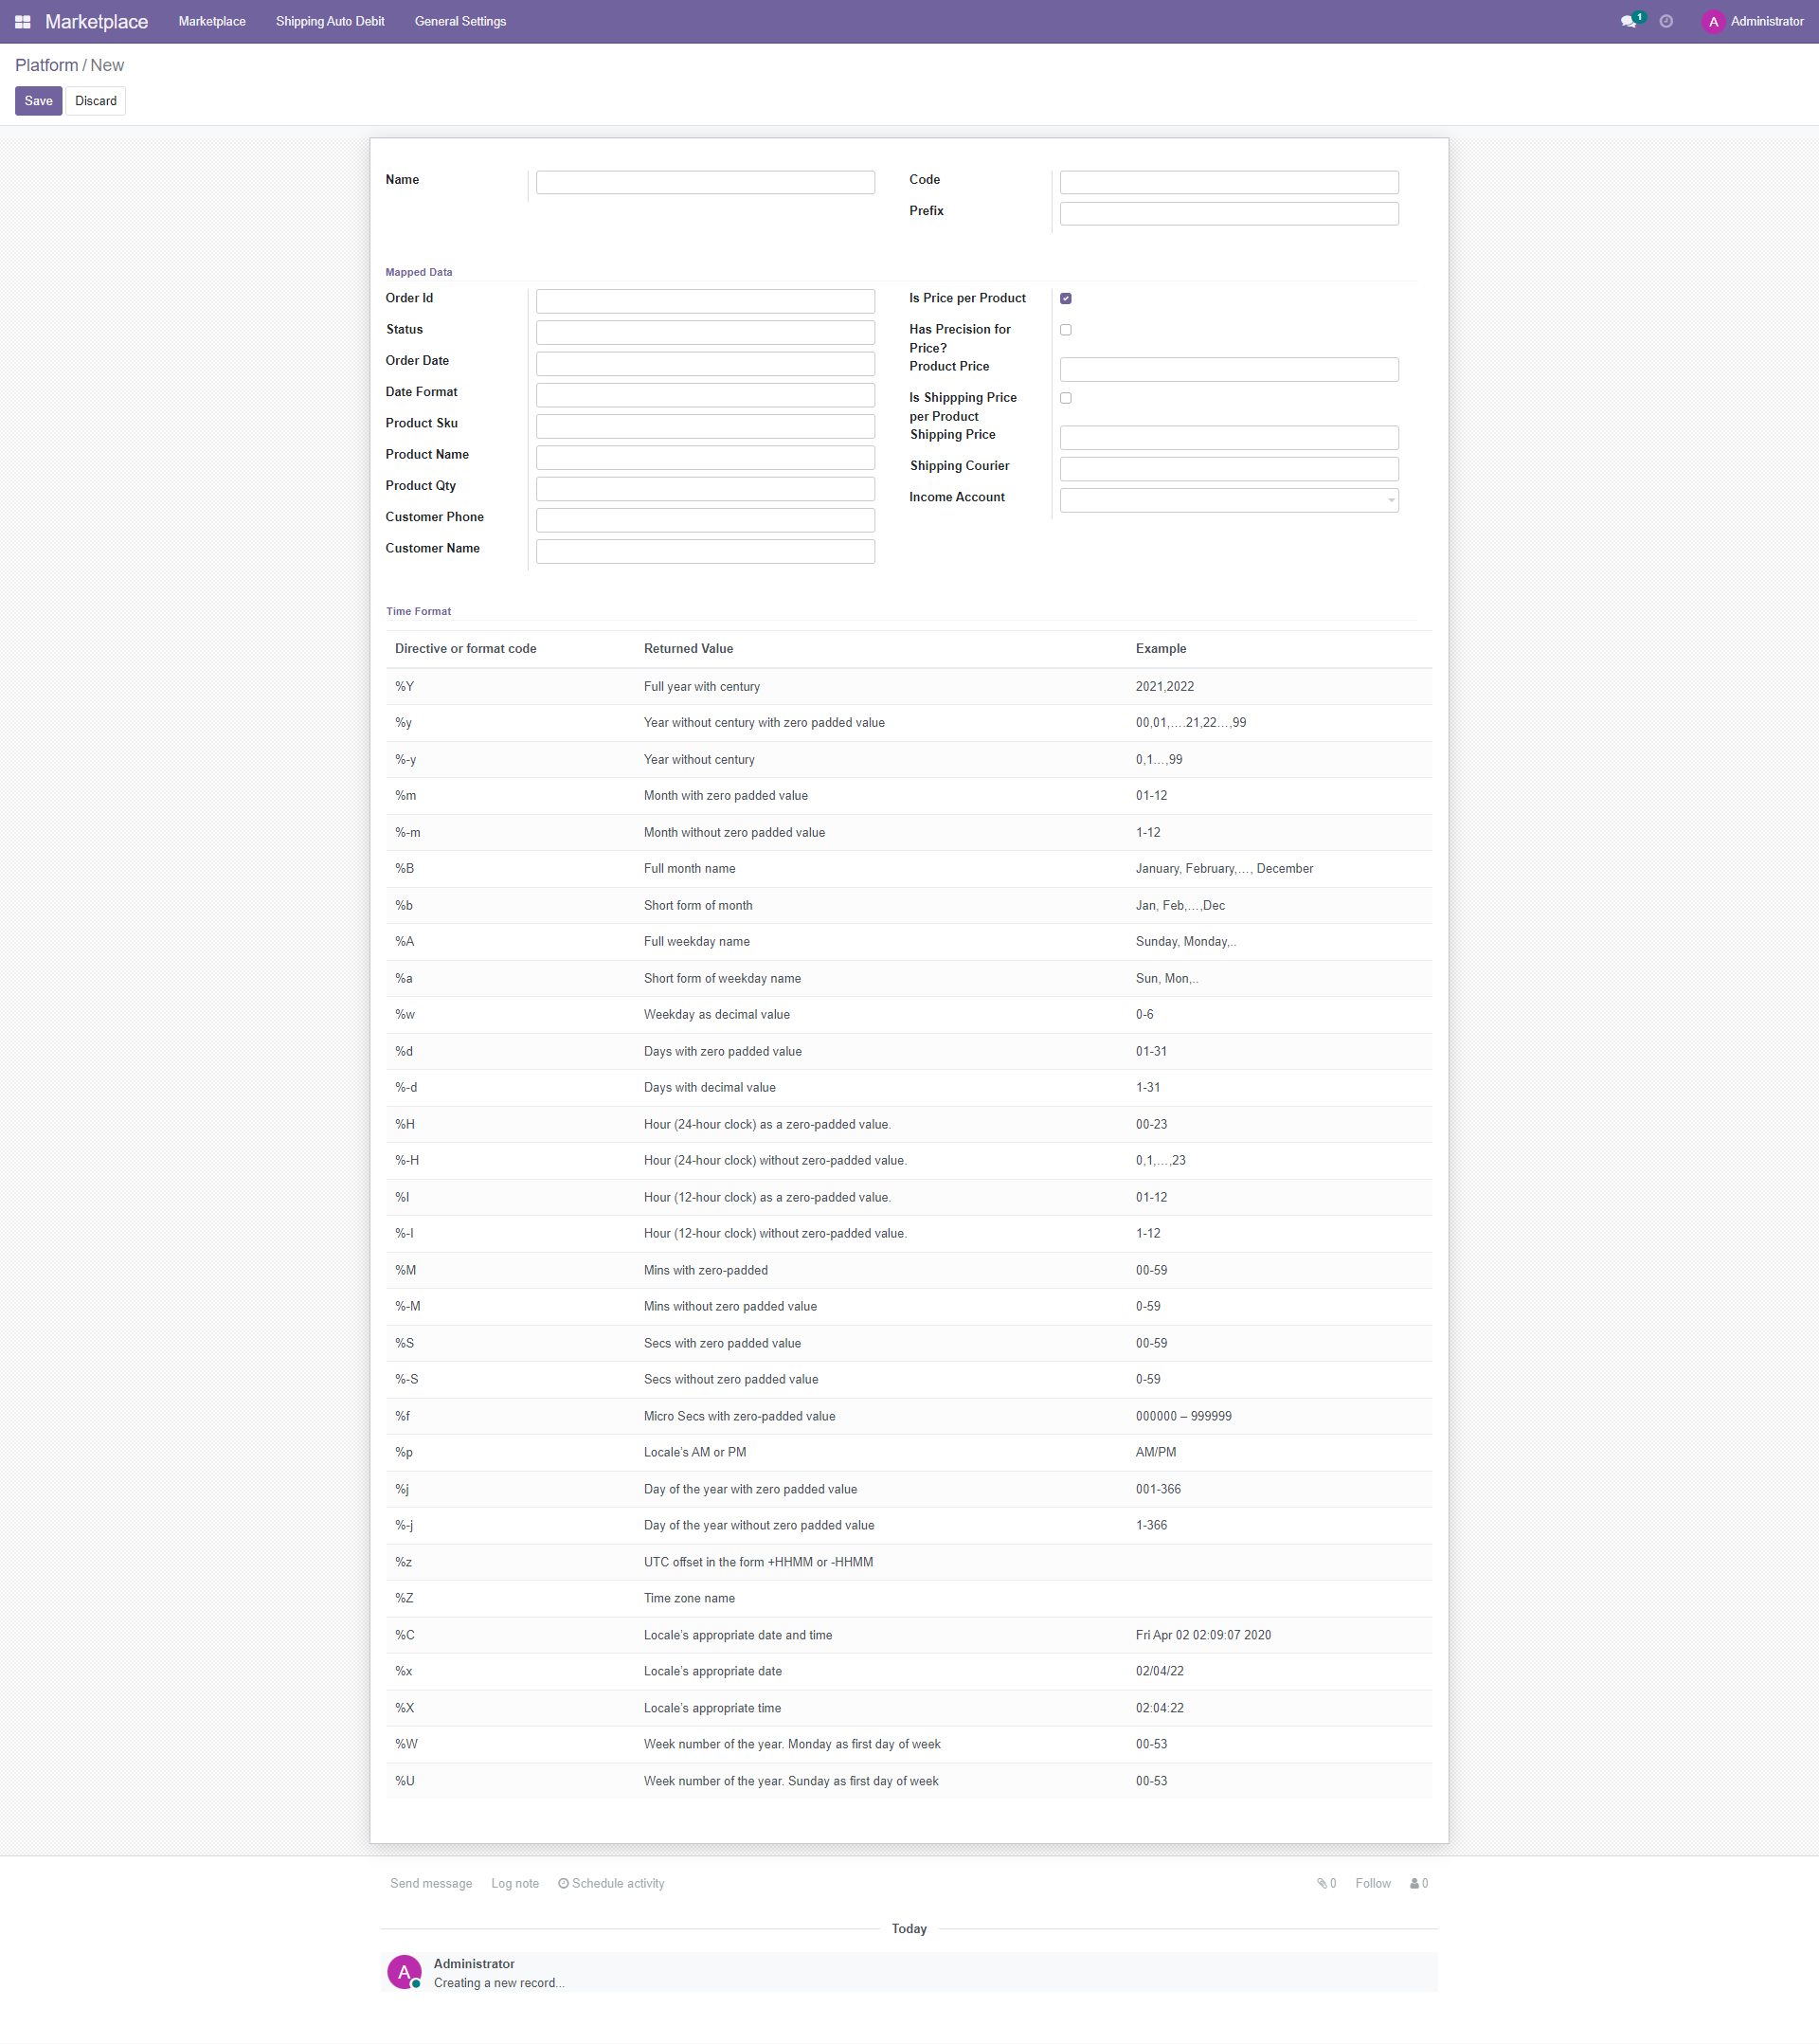 Marketplace Marketplace Shipping Auto Debit General Settings 1 A Administrator
Platform / New
Save Discard
Name
Code
Prefix
Mapped Data
Order Id
Status
Order Date
Date Format
Product Sku
Product Name
Product Qty
Customer Phone
Customer Name
Is Price per Product
Has Precision for
Price?
Product Price
Is Shippping Price
per Product
Shipping Price
Shipping Courier
Income Account
Time Format
Directive or format code Returned Value Example
%Y Full year with century 2021,2022
%y Year without century with zero padded value 00,01,….21,22…,99
%-y Year without century 0,1…,99
%m Month with zero padded value 01-12
%-m Month without zero padded value 1-12
%B Full month name January, February,…, December
%b Short form of month Jan, Feb,…,Dec
%A Full weekday name Sunday, Monday,..
%a Short form of weekday name Sun, Mon,..
%w Weekday as decimal value 0-6
%d Days with zero padded value 01-31
%-d Days with decimal value 1-31
%H Hour (24-hour clock) as a zero-padded value. 00-23
%-H Hour (24-hour clock) without zero-padded value. 0,1,…,23
%I Hour (12-hour clock) as a zero-padded value. 01-12
%-I Hour (12-hour clock) without zero-padded value. 1-12
%M Mins with zero-padded 00-59
%-M Mins without zero padded value 0-59
%S Secs with zero padded value 00-59
%-S Secs without zero padded value 0-59
%f Micro Secs with zero-padded value 000000 – 999999
%p Locale's AM or PM AM/PM
%j Day of the year with zero padded value 001-366
%-j Day of the year without zero padded value 1-366
%z UTC offset in the form +HHMM or -HHMM
%Z Time zone name
%C Locale's appropriate date and time Fri Apr 02 02:09:07 2020
%x Locale's appropriate date 02/04/22
%X Locale's appropriate time 02:04:22
%W Week number of the year. Monday as first day of week 00-53
%U Week number of the year. Sunday as first day of week 00-53
Send message Log note Schedule activity 0 Follow 0
Today
A Administrator
Creating a new record...